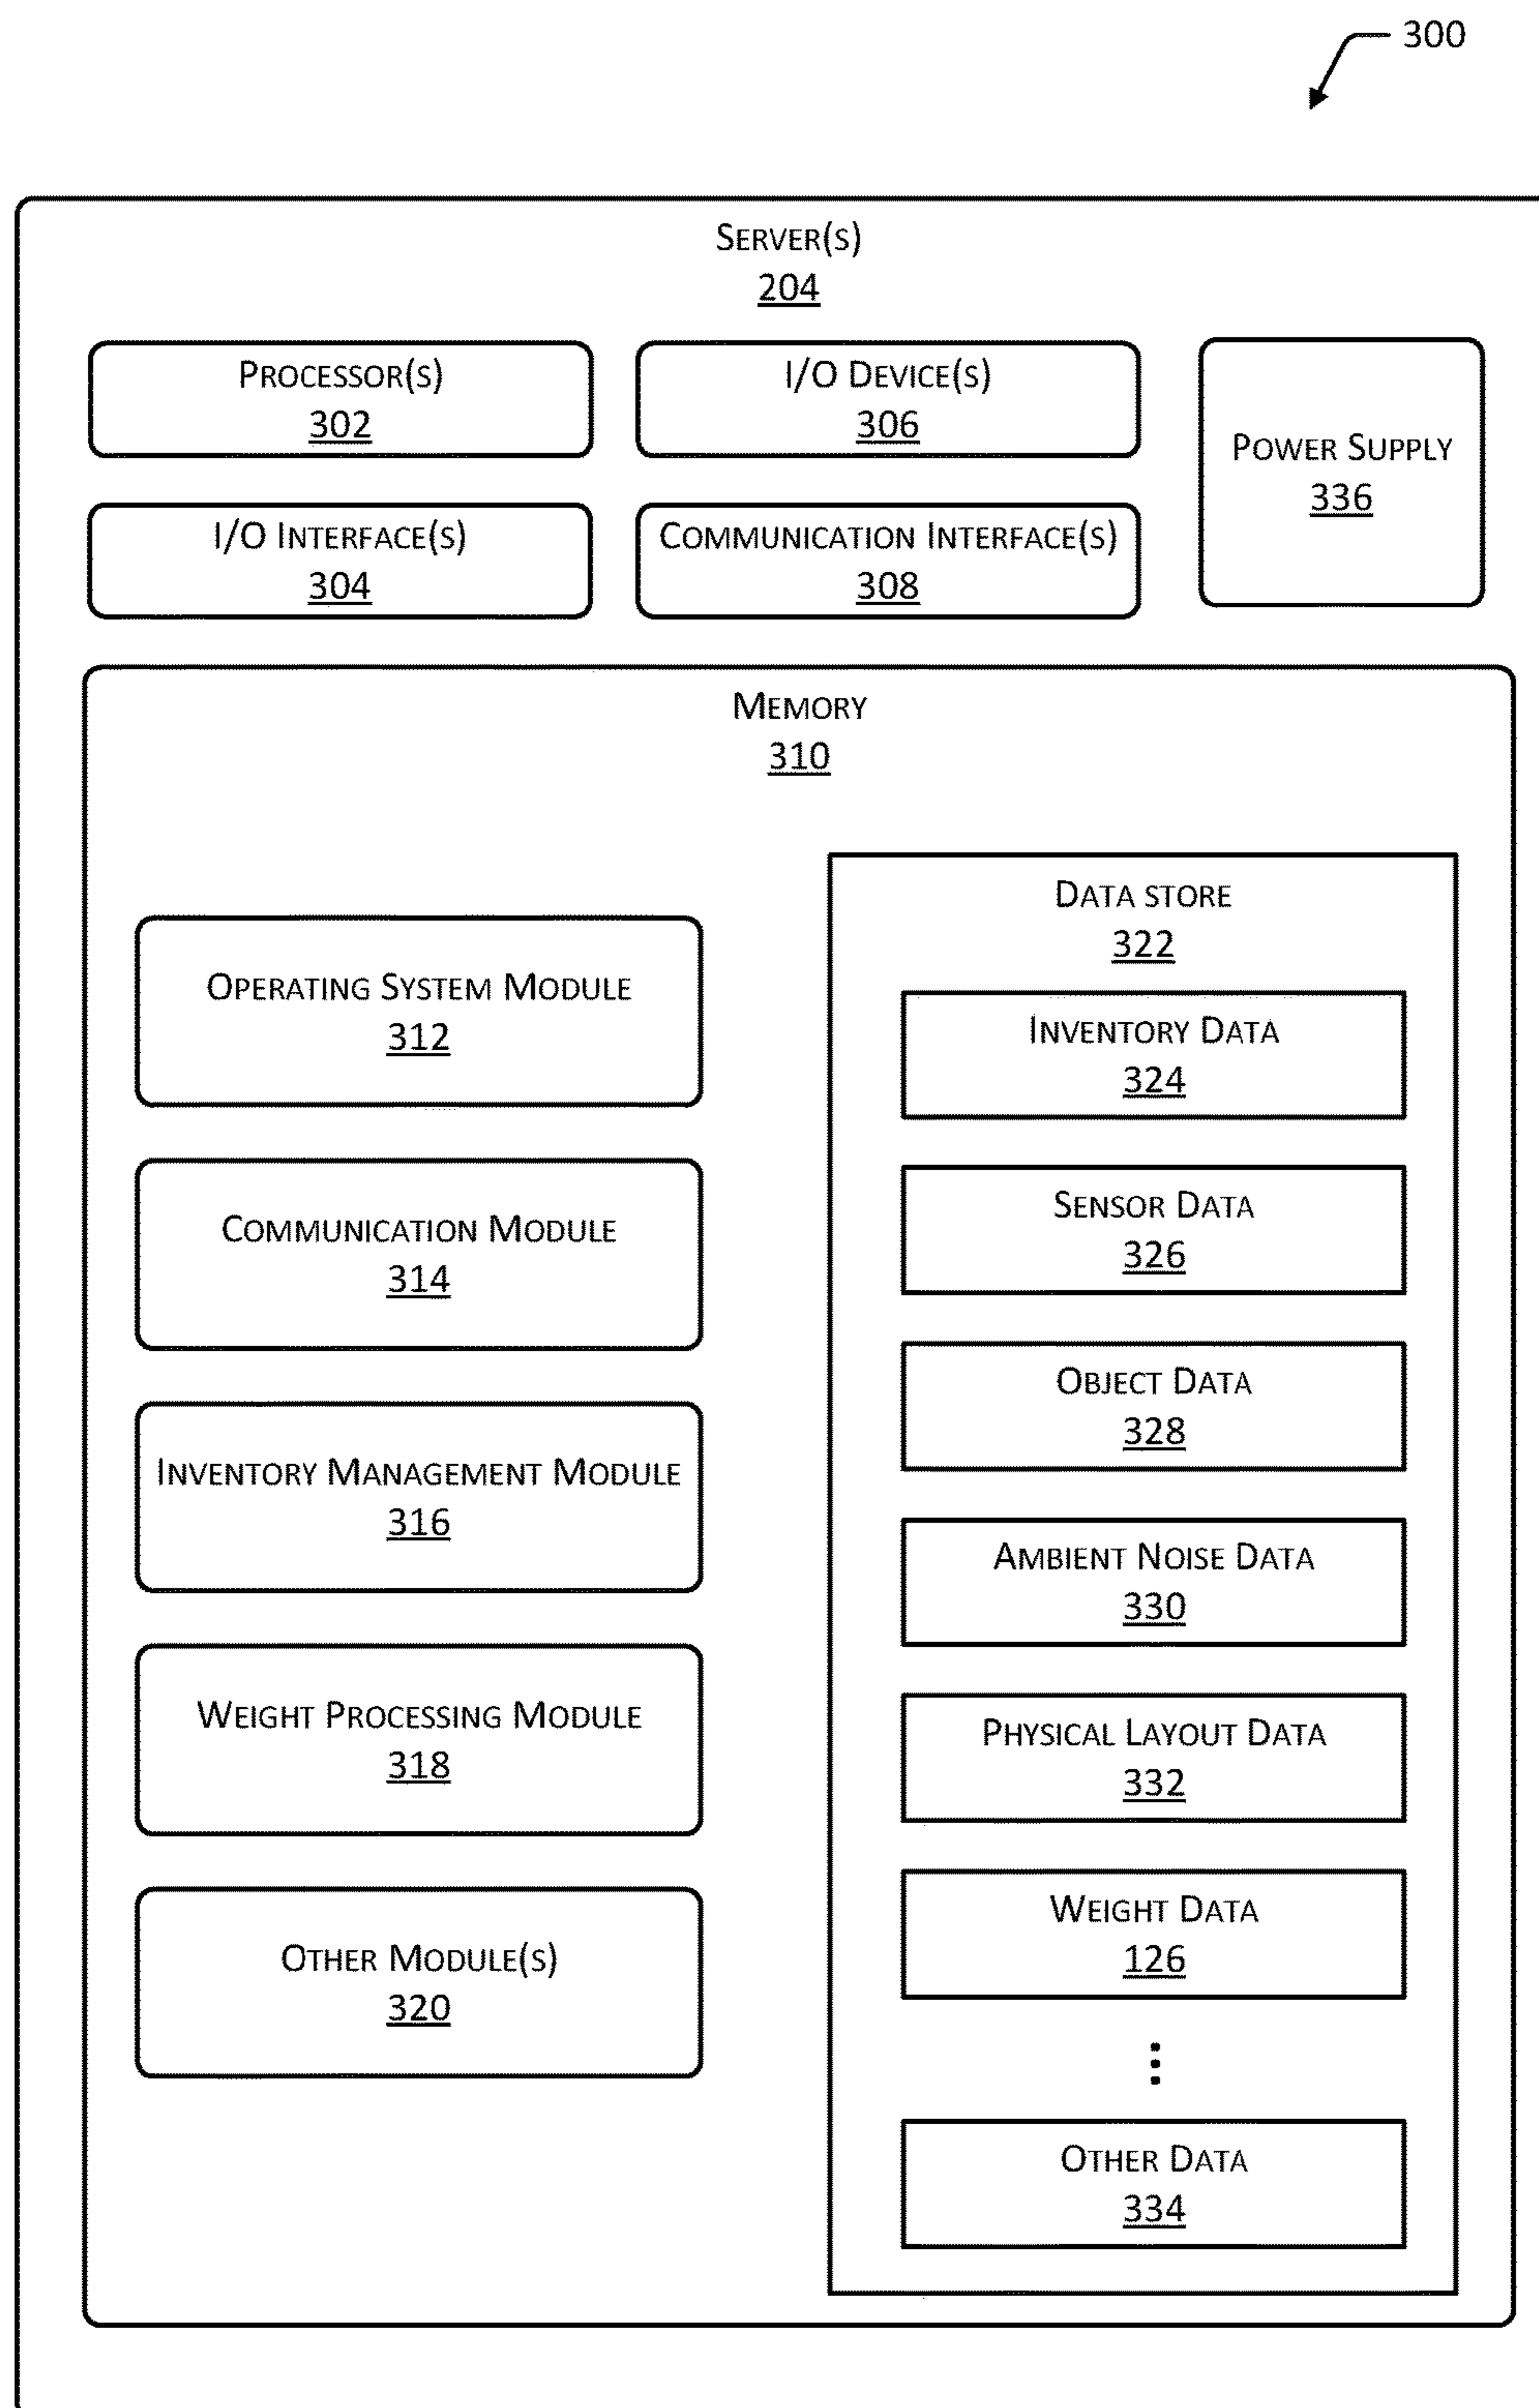 300
SERVER(S)
204
PROCESSOR(S)
302
I/O DEVICE(S)
306
POWER SUPPLY
336
I/O INTERFACE(S)
304
COMMUNICATION INTERFACE(S)
308
MEMORY
310
OPERATING SYSTEM MODULE
312
COMMUNICATION MODULE
314
INVENTORY MANAGEMENT MODULE
316
WEIGHT PROCESSING MODULE
318
OTHER MODULE(S)
320
DATA STORE
322
INVENTORY DATA
324
SENSOR DATA
326
OBJECT DATA
328
AMBIENT NOISE DATA
330
PHYSICAL LAYOUT DATA
332
WEIGHT DATA
126
OTHER DATA
334